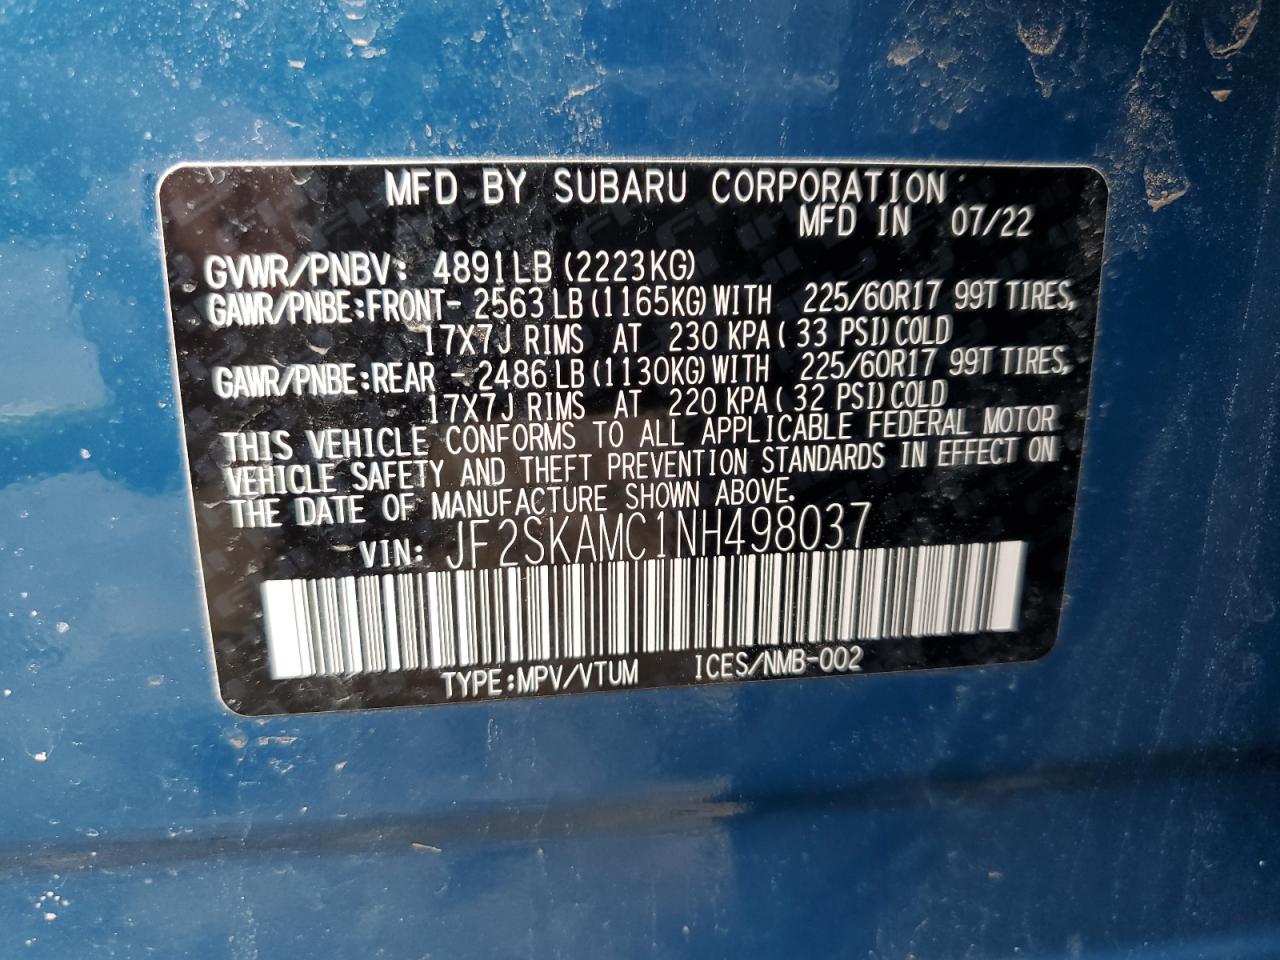 MFD BY SUBARU CORPORATION
MFD IN 07/22
GVWR/PNBV: 4891LB (2223KG)
GAWR/PNBE:FRONT- 2563 LB (1165KG) WITH 225/60R17 99T TIRES,
17X7J RIMS AT 230 KPA ( 33 PSI) COLD
GAWR/PNBE:REAR - 2486 LB (1130KG) WITH 225/60R17 99T TIRES,
17X7J RIMS AT 220 KPA ( 32 PSI) COLD
THIS VEHICLE CONFORMS TO ALL APPLICABLE FEDERAL MOTOR
VEHICLE SAFETY AND THEFT PREVENTION STANDARDS IN EFFECT ON
THE DATE OF MANUFACTURE SHOWN ABOVE.
VIN: JF2SKAMC1NH498037
TYPE:MPV/VTUM ICES/NMB-002